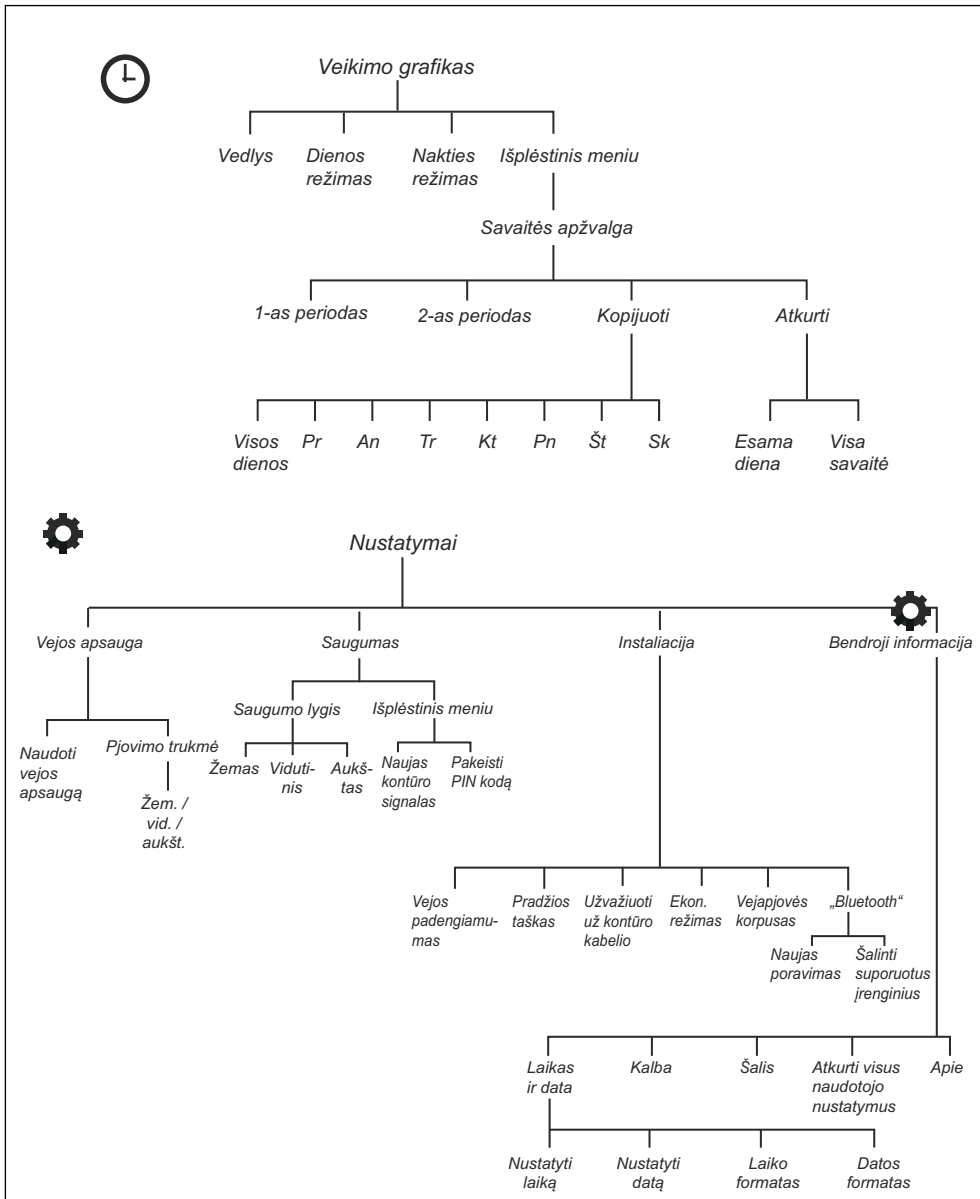 Veikimo grafikas
Vedlys
Dienos
režimas
Nakties
režimas
Išplėstinis meniu
Savaitės apžvalga
1-as periodas
2-as periodas
Kopijuoti
Atkurti
Visos
dienos
Pr
An
Tr
Kt
Pn
Št
Sk
Esama
diena
Visa
savaitė
Nustatymai
Vejos apsauga
Saugumas
Instaliacija
Bendroji informacija
Naudoti
vejos
apsaugą
Pjovimo trukmė
Žem. /
vid. /
aukšt.
Saugumo lygis
Išplėstinis meniu
Žemas
Viduti-
nis
Aukš-
tas
Naujas
kontūro
signalas
Pakeisti
PIN kodą
Vejos
padengiamu-
mas
Pradžios
taškas
Užvažiuoti
už kontūro
kabelio
Ekon.
režimas
Vejapjovės
korpusas
„Bluetooth“
Naujas
poravimas
Šalinti
suporuotus
įrenginius
Laikas
ir data
Kalba
Šalis
Atkurti visus
naudotojo
nustatymus
Apie
Nustatyti
laiką
Nustatyti
datą
Laiko
formatas
Datos
formatas